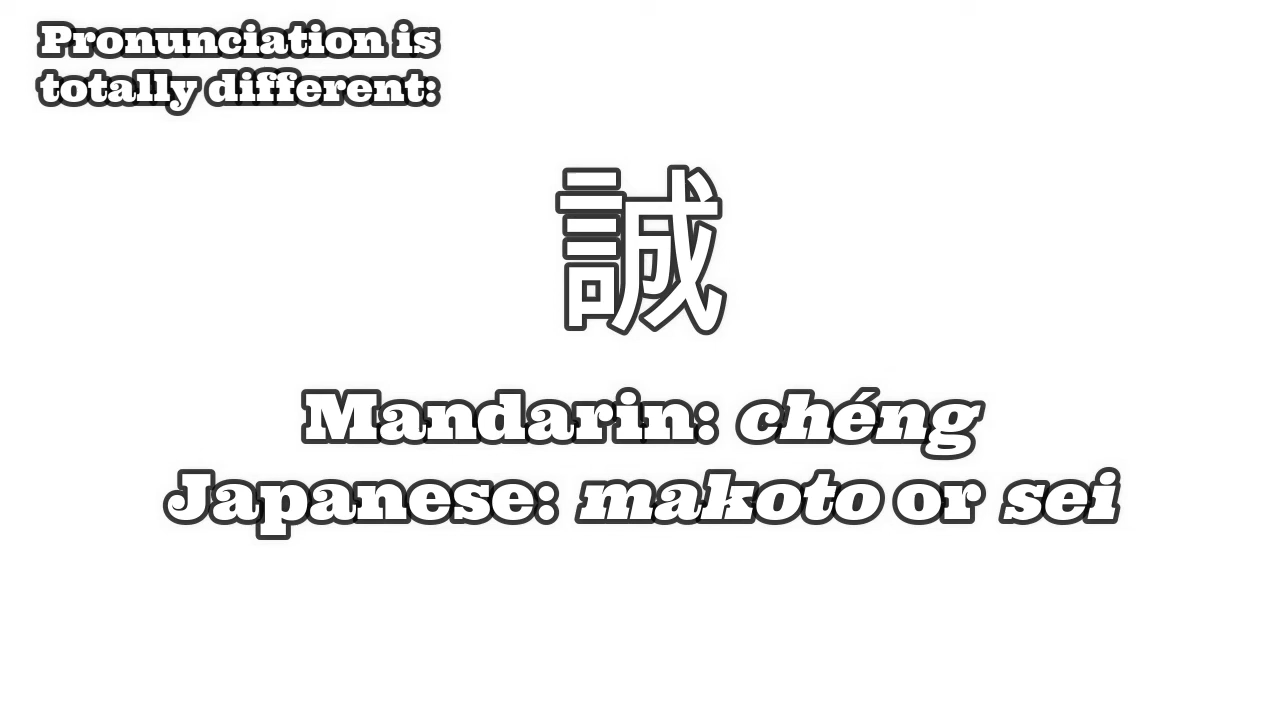 Pronunciation is
totally different:
誠
Mandarin: chéng
Japanese: makoto or sei